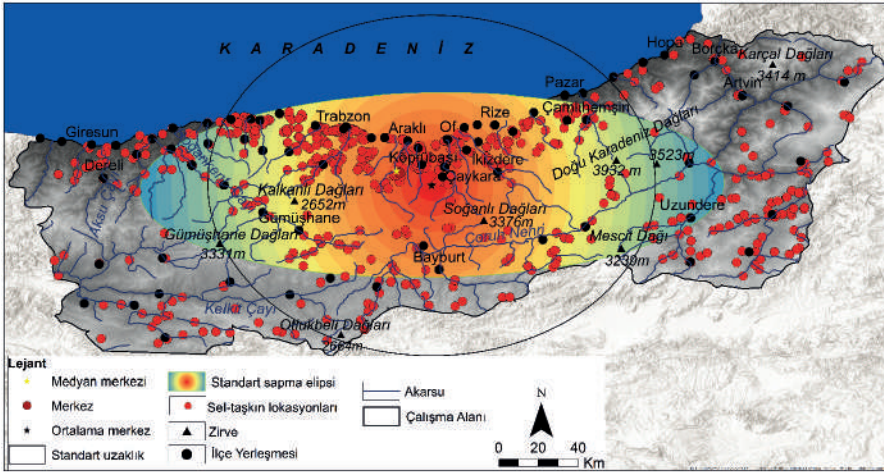 K A R A D E N İ Z
Hopa
Borçka
Karçal Dağları
3414 m
Artvin
Pazar
Çamlıhemşin
Rize
Of
Trabzon
Araklı
Giresun
Dereli
Köprübaşı
İkizdere
Çaykara
Doğu Karadeniz Dağları
3523m
3932 m
Kalkanlı Dağları
2652m
Soğanlı Dağları
3376m
Uzundere
Aksu Ç
Gümüşhane
Gümüşhane Dağları
3331m
Çoruh Nehri
Mescit Dağı
3239m
Bayburt
Kelkit Çayı
Otlukbeli Dağları
Lejant
Medyan merkezi
Merkez
Ortalama merkez
Standart uzaklık
Standart sapma elipsi
Sel-taşkın lokasyonları
Zirve
İlçe Yerleşmesi
Akarsu
Çalışma Alanı
N
0 20 40
Km